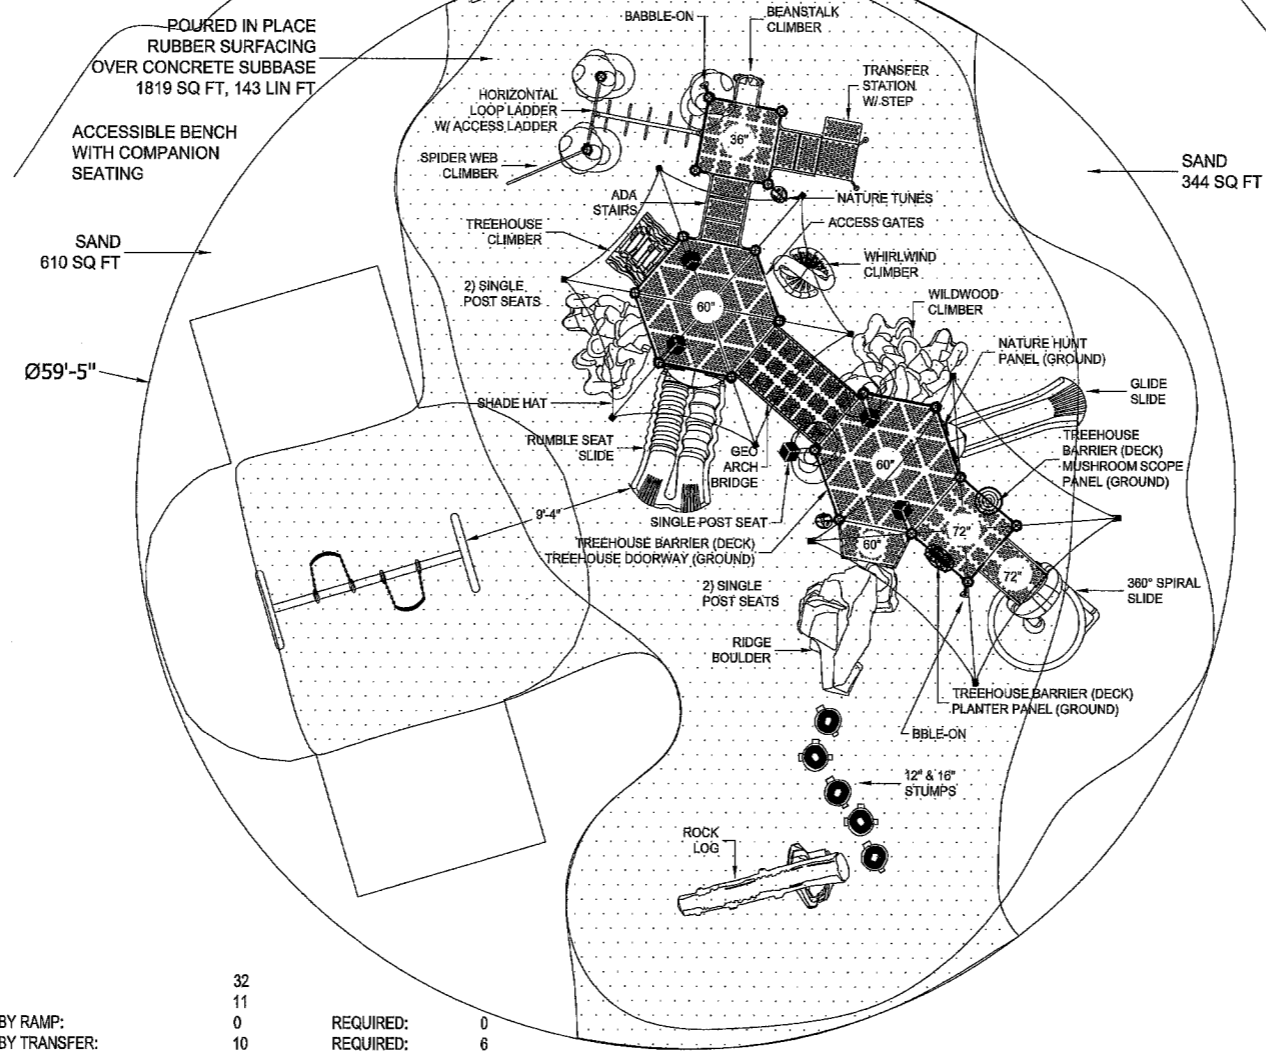 POURED IN PLACE
RUBBER SURFACING
OVER CONCRETE SUBBASE
1819 SQ FT, 143 LIN FT
ACCESSIBLE BENCH
WITH COMPANION
SEATING
SAND
610 SQ FT
Ø59'-5"
BABBLE-ON
BEANSTALK
CLIMBER
TRANSFER
STATION
W/ STEP
HORIZONTAL
LOOP LADDER
W/ ACCESS LADDER
SPIDER WEB
CLIMBER
36"
SAND
344 SQ FT
ADA
STAIRS
NATURE TUNES
ACCESS GATES
TREEHOUSE
CLIMBER
WHIRLWIND
CLIMBER
2) SINGLE
POST SEATS
60"
WILDWOOD
CLIMBER
NATURE HUNT
PANEL (GROUND)
GLIDE
SLIDE
SHADE HAT
RUMBLE SEAT
SLIDE
GEO
ARCH
BRIDGE
TREEHOUSE
BARRIER (DECK)
MUSHROOM SCOPE
PANEL (GROUND)
60"
9'-4"
SINGLE POST SEAT
TREEHOUSE BARRIER (DECK)
TREEHOUSE DOORWAY (GROUND)
60"
72"
72"
2) SINGLE
POST SEATS
360° SPIRAL
SLIDE
RIDGE
BOULDER
TREEHOUSE BARRIER (DECK)
PLANTER PANEL (GROUND)
BBLE-ON
12" & 16"
STUMPS
ROCK
LOG
32
11
BY RAMP: 0 REQUIRED: 0
BY TRANSFER: 10 REQUIRED: 6